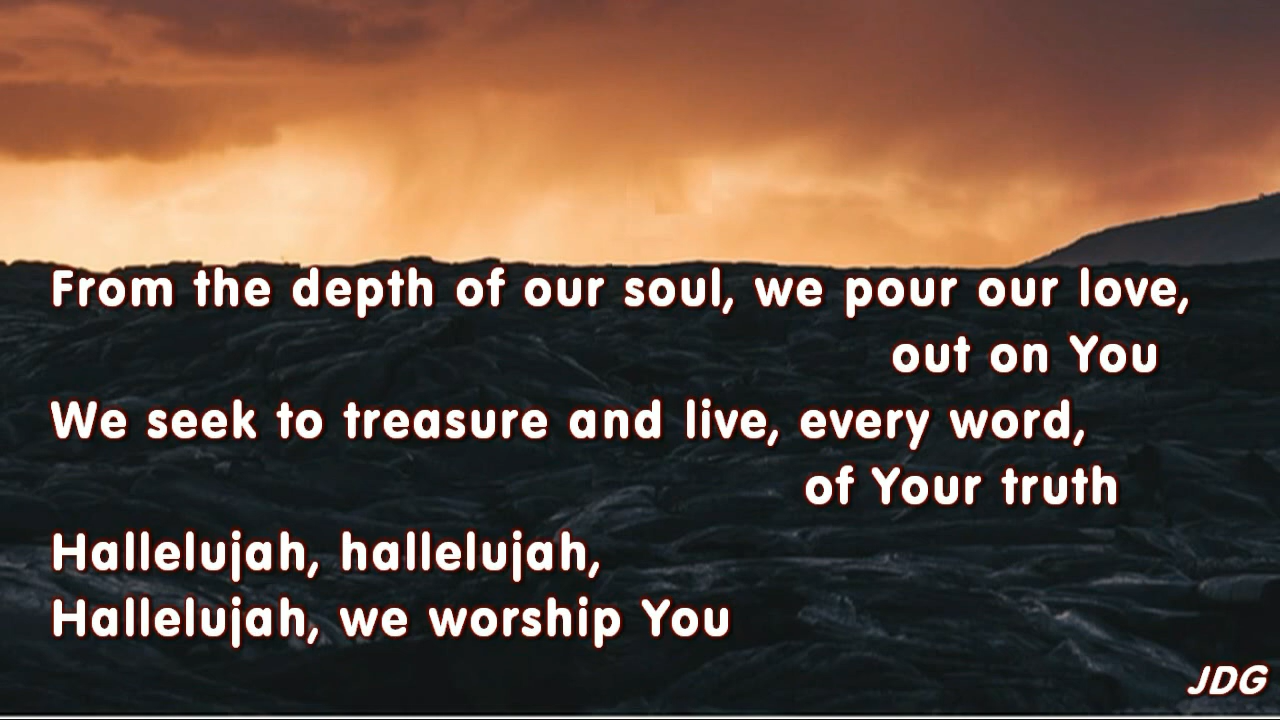 From the depth of our soul, we pour our love,
out on You
We seek to treasure and live, every word,
of Your truth
Hallelujah, hallelujah,
Hallelujah, we worship You
JDG